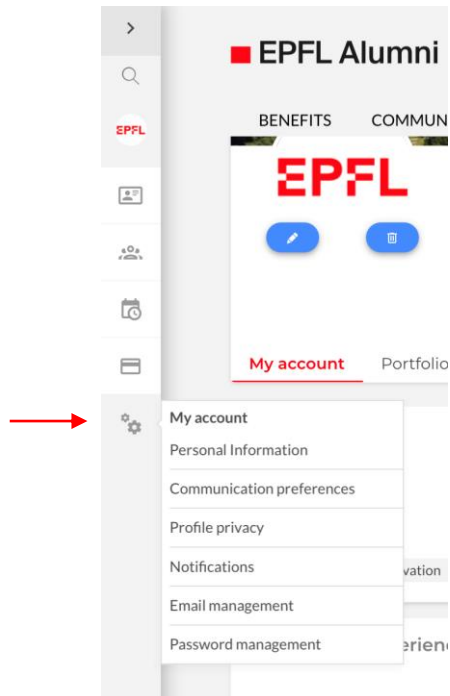 EPFL Alumni
EPFL
BENEFITS COMMUN
EPFL
My account Portfolio
My account
Personal Information
Communication preferences
Profile privacy
Notifications
vation
Email management
Password management
erien